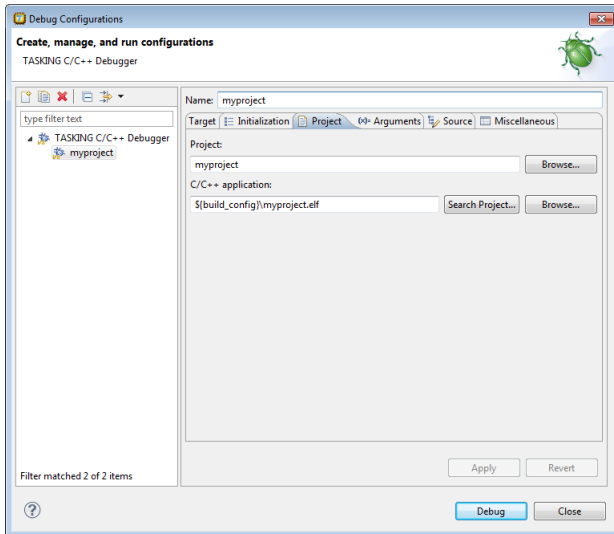 Debug Configurations
Create, manage, and run configurations
TASKING C/C++ Debugger
type filter text
TASKING C/C++ Debugger
myproject
Filter matched 2 of 2 items
Name: myproject
Target Initialization Project (x)= Arguments Source Miscellaneous
Project:
myproject Browse...
C/C++ application:
${build_config}\myproject.elf Search Project... Browse...
Apply Revert
? Debug Close